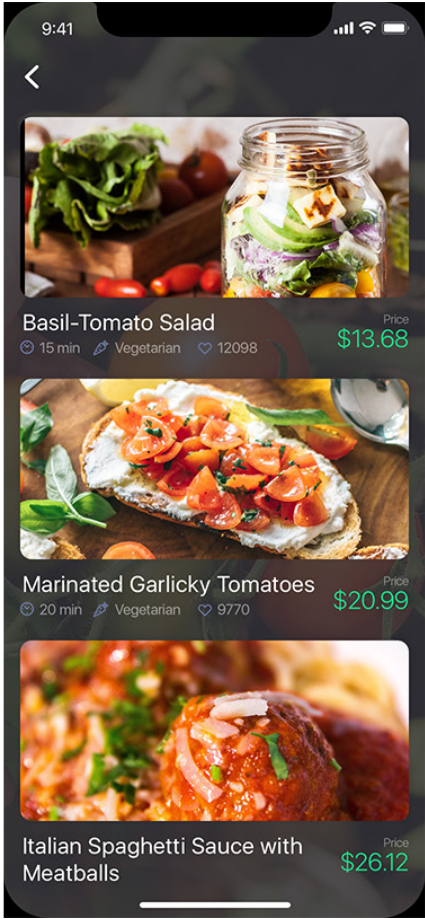 9:41
Basil-Tomato Salad
Price
15 min Vegetarian 12098
$13.68
Marinated Garlicky Tomatoes
Price
20 min Vegetarian 9770
$20.99
Italian Spaghetti Sauce with
Meatballs
Price
$26.12